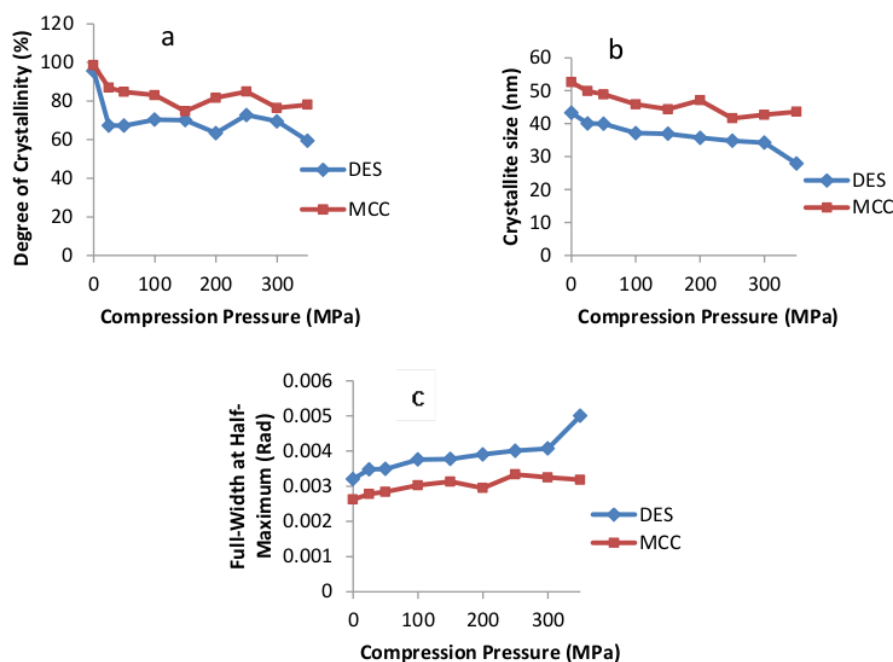 a
Degree of Crystallinity (%)
120
100
80
60
40
20
0
0 100 200 300
Compression Pressure (MPa)
DES
MCC
b
Crystallite size (nm)
60
50
40
30
20
10
0
0 100 200 300
Compression Pressure (MPa)
DES
MCC
c
Full-Width at Half-
Maximum (Rad)
0.006
0.005
0.004
0.003
0.002
0.001
0
0 100 200 300
Compression Pressure (MPa)
DES
MCC